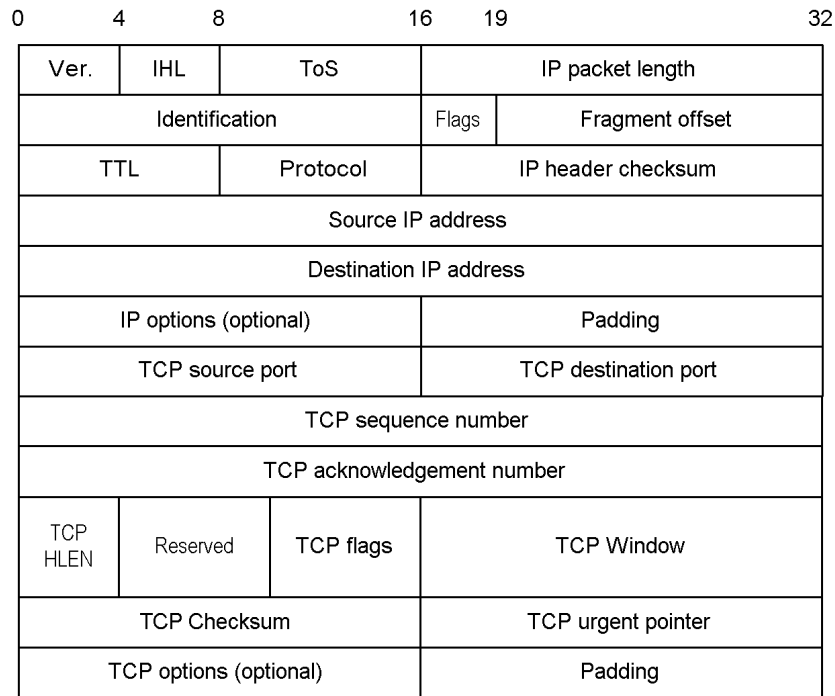 0 4 8 16 19 32
Ver. IHL ToS IP packet length
Identification Flags Fragment offset
TTL Protocol IP header checksum
Source IP address
Destination IP address
IP options (optional) Padding
TCP source port TCP destination port
TCP sequence number
TCP acknowledgement number
TCP HLEN Reserved TCP flags TCP Window
TCP Checksum TCP urgent pointer
TCP options (optional) Padding